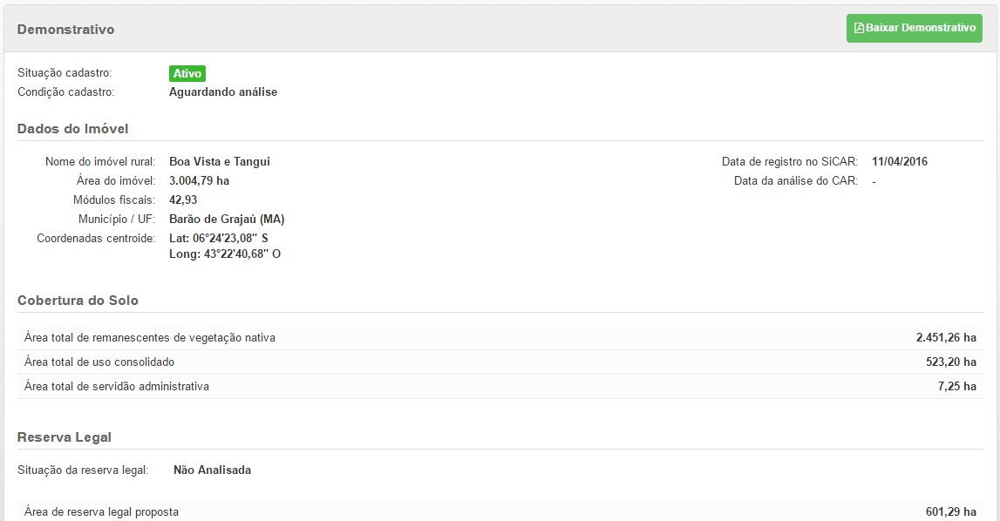 Demonstrativo
Baixar Demonstrativo
Situação cadastro: Ativo
Condição cadastro: Aguardando análise
Dados do Imóvel
Nome do imóvel rural: Boa Vista e Tangui Data de registro no SiCAR: 11/04/2016
Área do imóvel: 3.004,79 ha Data da análise do CAR: -
Módulos fiscais: 42,93
Município / UF: Barão de Grajaú (MA)
Coordenadas centroide: Lat: 06°24'23,08" S
Long: 43°22'40,68" O
Cobertura do Solo
Área total de remanescentes de vegetação nativa 2.451,26 ha
Área total de uso consolidado 523,20 ha
Área total de servidão administrativa 7,25 ha
Reserva Legal
Situação da reserva legal: Não Analisada
Área de reserva legal proposta 601,29 ha